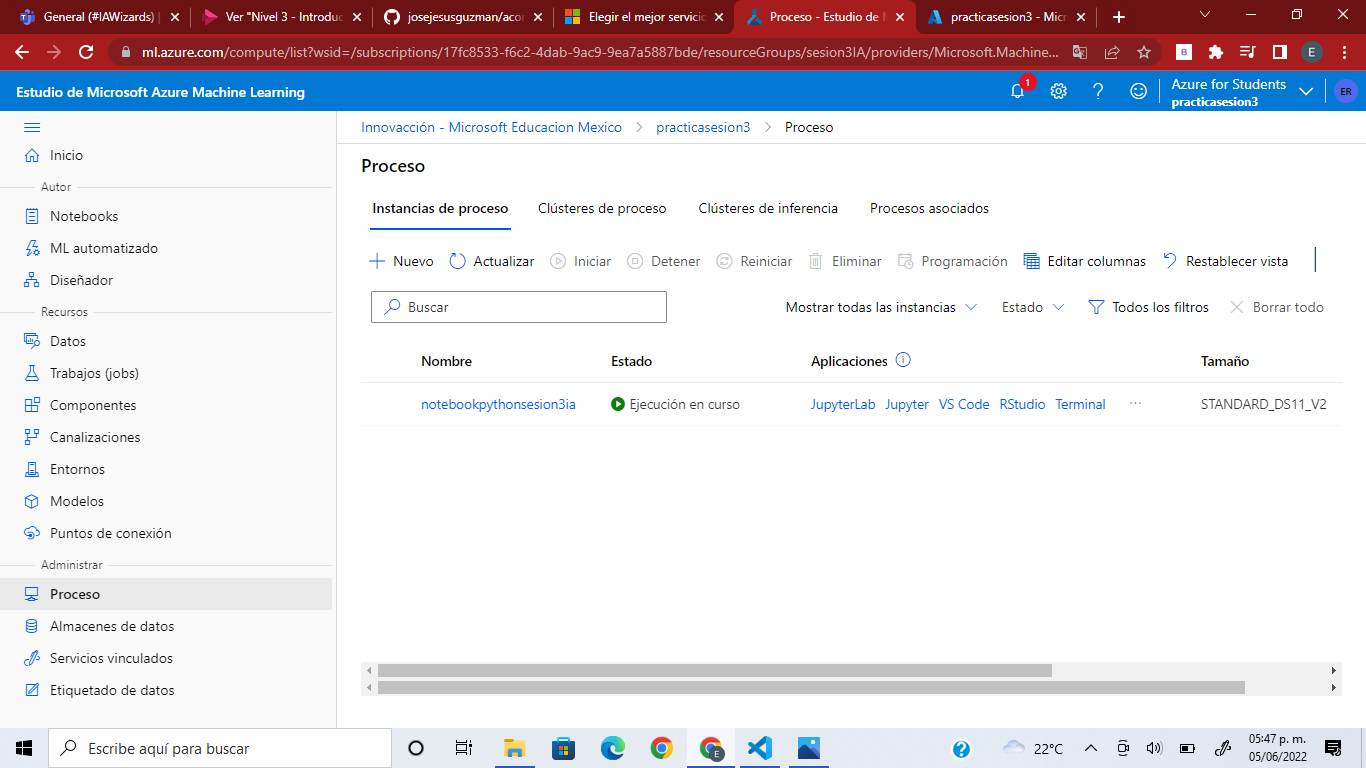 General (#IAWizards) |
Ver "Nivel 3 - Introduc
josejesusguzman/acor
Elegir el mejor servicio
Proceso - Estudio de M
practicasesion3 - Micr
ml.azure.com/compute/list?wsid=/subscriptions/17fc8533-f6c2-4dab-9ac9-9ea7a5887bde/resourceGroups/sesion3IA/providers/Microsoft.Machine...
B
E
Estudio de Microsoft Azure Machine Learning
1
Azure for Students
practicasesion3
ER
Inicio
Autor
Notebooks
ML automatizado
Diseñador
Recursos
Datos
Trabajos (jobs)
Componentes
Canalizaciones
Entornos
Modelos
Puntos de conexión
Administrar
Proceso
Almacenes de datos
Servicios vinculados
Etiquetado de datos
Innovacción - Microsoft Educacion Mexico > practicasesion3 > Proceso
Proceso
Instancias de proceso Clústeres de proceso Clústeres de inferencia Procesos asociados
Nuevo Actualizar Iniciar Detener Reiniciar Eliminar Programación Editar columnas Restablecer vista
Buscar Mostrar todas las instancias Estado Todos los filtros Borrar todo
Nombre Estado Aplicaciones Tamaño
notebookpythonsesion3ia Ejecución en curso JupyterLab Jupyter VS Code RStudio Terminal ... STANDARD_DS11_V2
Escribe aquí para buscar
E
22°C
05:47 p. m.
05/06/2022